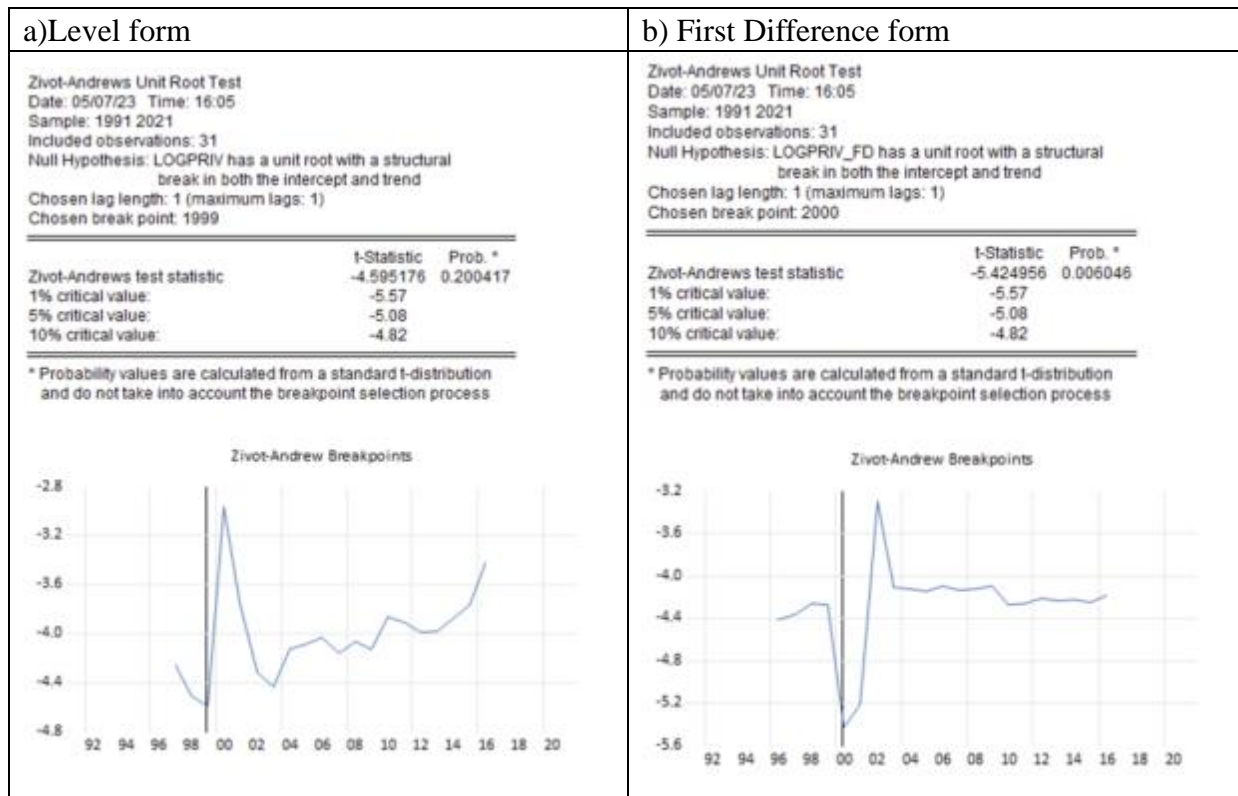 a)Level form
Zivot-Andrews Unit Root Test
Date: 05/07/23 Time: 16:05
Sample: 1991 2021
Included observations: 31
Null Hypothesis: LOGPRIV has a unit root with a structural
break in both the intercept and trend
Chosen lag length: 1 (maximum lags: 1)
Chosen break point: 1999
t-Statistic Prob. *
Zivot-Andrews test statistic -4.595176 0.200417
1% critical value: -5.57
5% critical value: -5.08
10% critical value: -4.82
* Probability values are calculated from a standard t-distribution
and do not take into account the breakpoint selection process
Zivot-Andrew Breakpoints
-2.8
-3.2
-3.6
-4.0
-4.4
-4.8
92 94 96 98 00 02 04 06 08 10 12 14 16 18 20
b) First Difference form
Zivot-Andrews Unit Root Test
Date: 05/07/23 Time: 16:05
Sample: 1991 2021
Included observations: 31
Null Hypothesis: LOGPRIV_FD has a unit root with a structural
break in both the intercept and trend
Chosen lag length: 1 (maximum lags: 1)
Chosen break point: 2000
t-Statistic Prob. *
Zivot-Andrews test statistic -5.424956 0.006046
1% critical value: -5.57
5% critical value: -5.08
10% critical value: -4.82
* Probability values are calculated from a standard t-distribution
and do not take into account the breakpoint selection process
Zivot-Andrew Breakpoints
-3.2
-3.6
-4.0
-4.4
-4.8
-5.2
-5.6
92 94 96 98 00 02 04 06 08 10 12 14 16 18 20